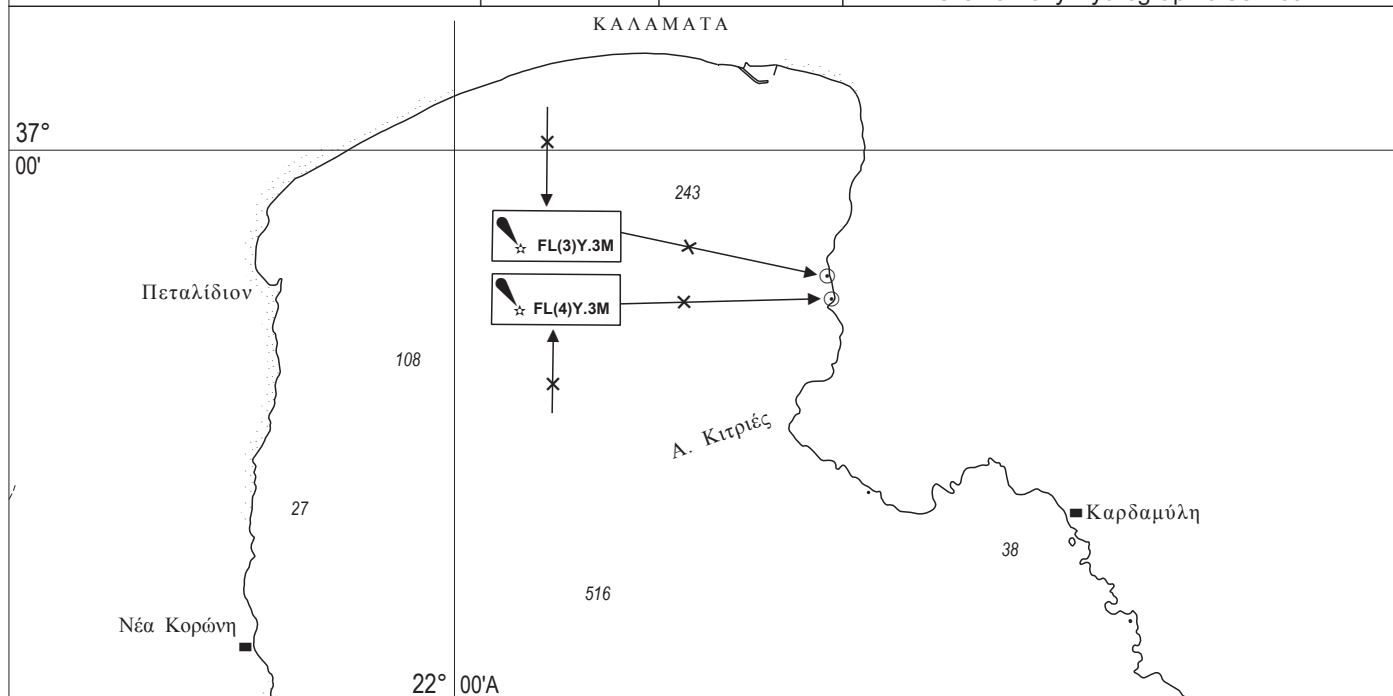 ΚΑΛΑΜΑΤΑ
37°
00'
243
FL(3)Y.3M
Πεταλίδιον
FL(4)Y.3M
108
Α. Κιτριές
27
Καρδαμύλη
38
516
Νέα Κορώνη
22° 00'Α